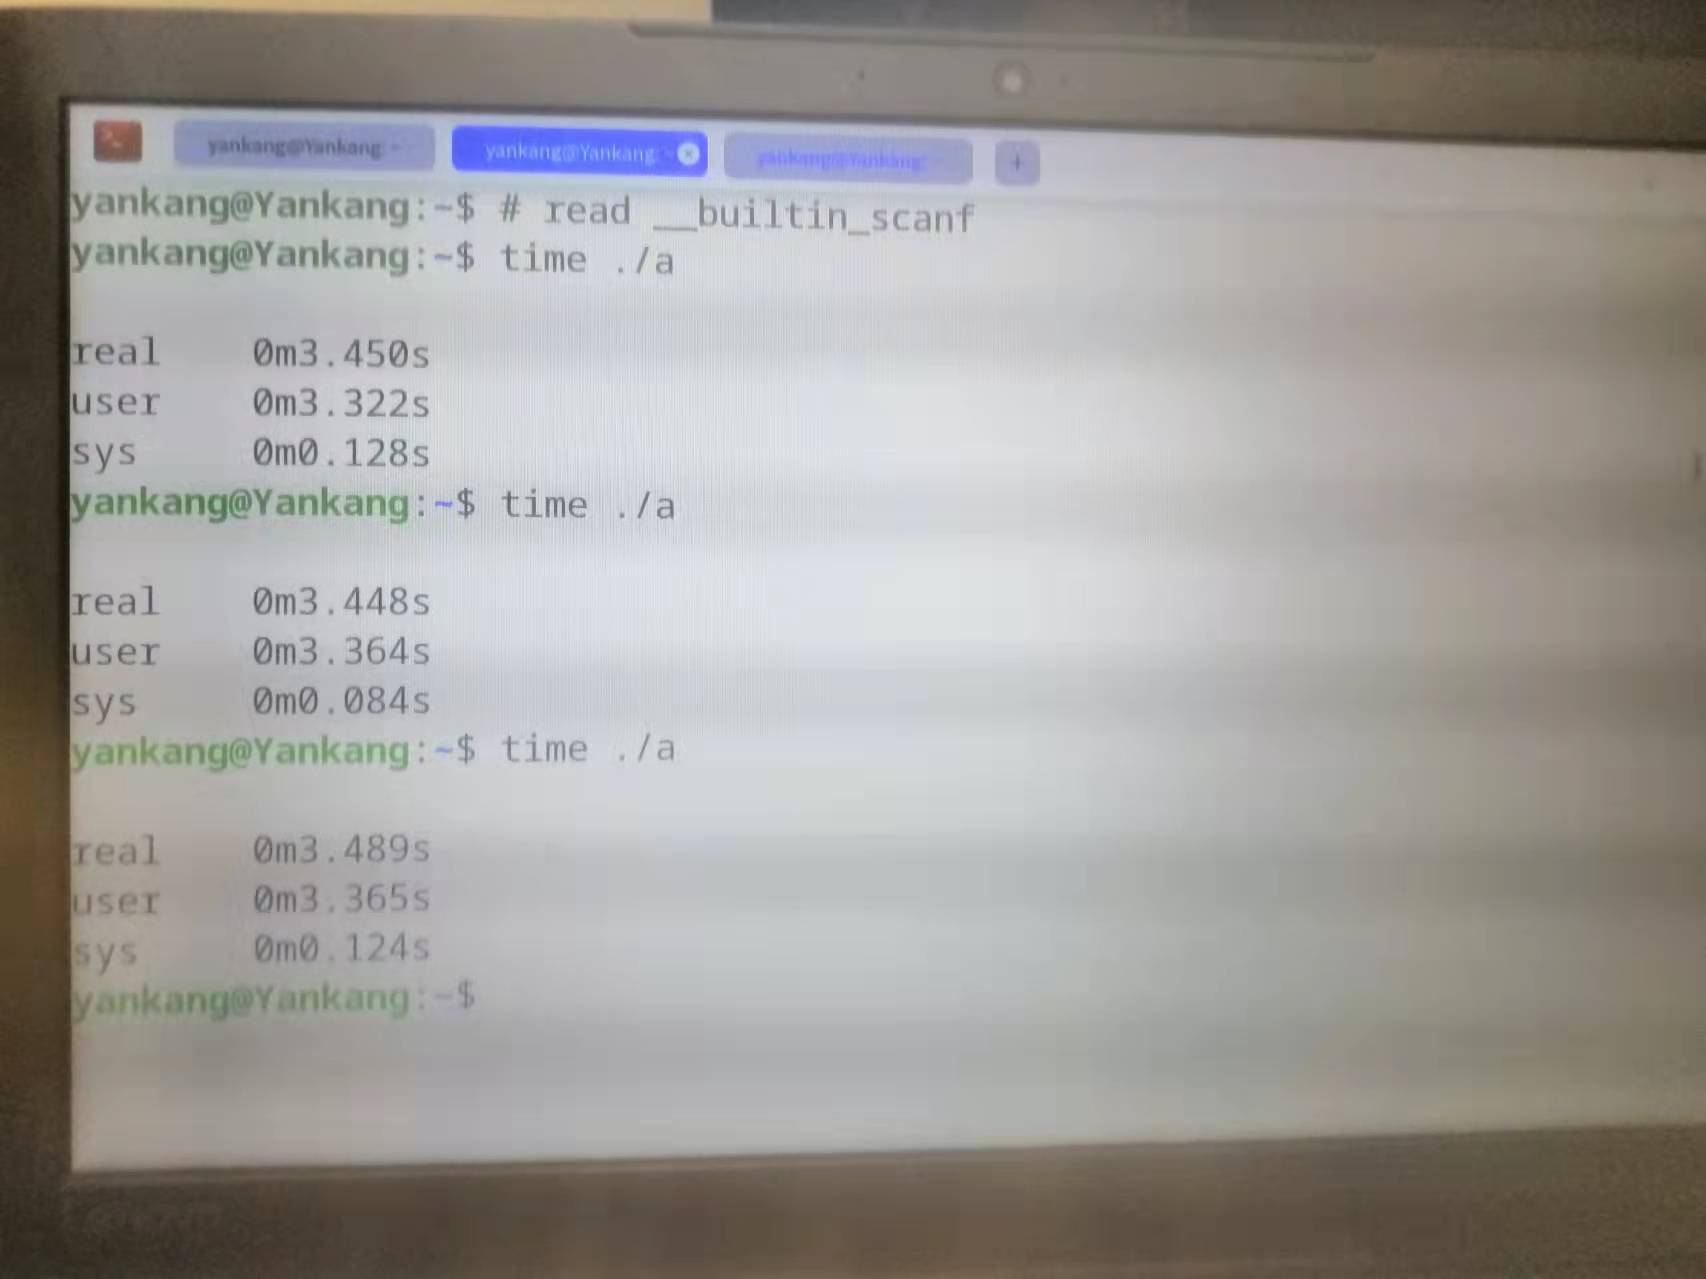 yankang@Yankang: ~
yankang@Yankang: ~
yankang@Yankang: ~
+
yankang@Yankang:~$ # read __builtin_scanf
yankang@Yankang:~$ time ./a
real 0m3.450s
user 0m3.322s
sys 0m0.128s
yankang@Yankang:~$ time ./a
real 0m3.448s
user 0m3.364s
sys 0m0.084s
yankang@Yankang:~$ time ./a
real 0m3.489s
user 0m3.365s
sys 0m0.124s
yankang@Yankang:~$